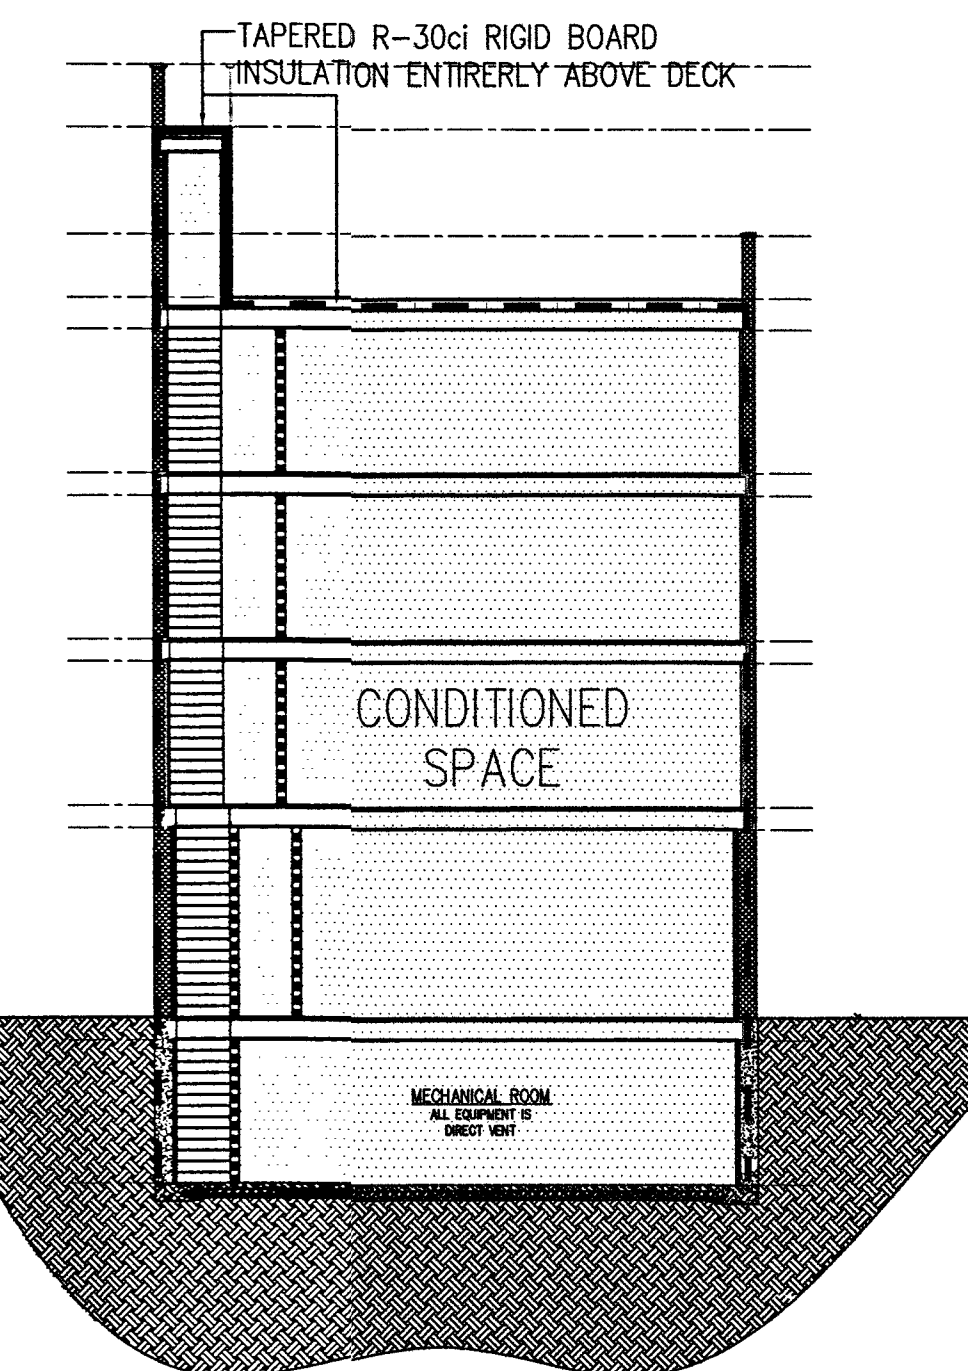 TAPERED R-30ci RIGID BOARD
INSULATION ENTIRERLY ABOVE DECK
CONDITIONED
SPACE
MECHANICAL ROOM
ALL EQUIPMENT IS
DIRECT VENT